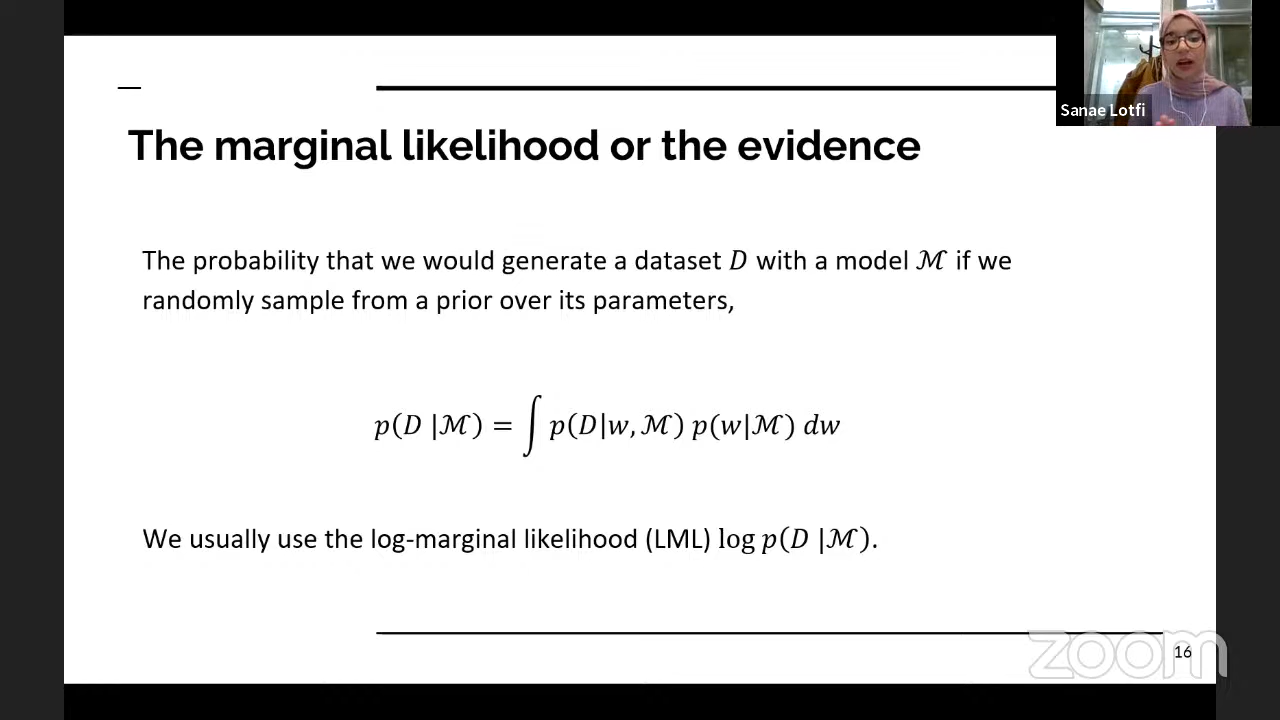 Sanae Lotfi
The marginal likelihood or the evidence
The probability that we would generate a dataset 𝐷 with a model ℳ if we
randomly sample from a prior over its parameters,
𝑝(𝐷 |ℳ) = ∫ 𝑝(𝐷|𝑤, ℳ) 𝑝(𝑤|ℳ) 𝑑𝑤
We usually use the log-marginal likelihood (LML) log 𝑝(𝐷 |ℳ).
zoom
16